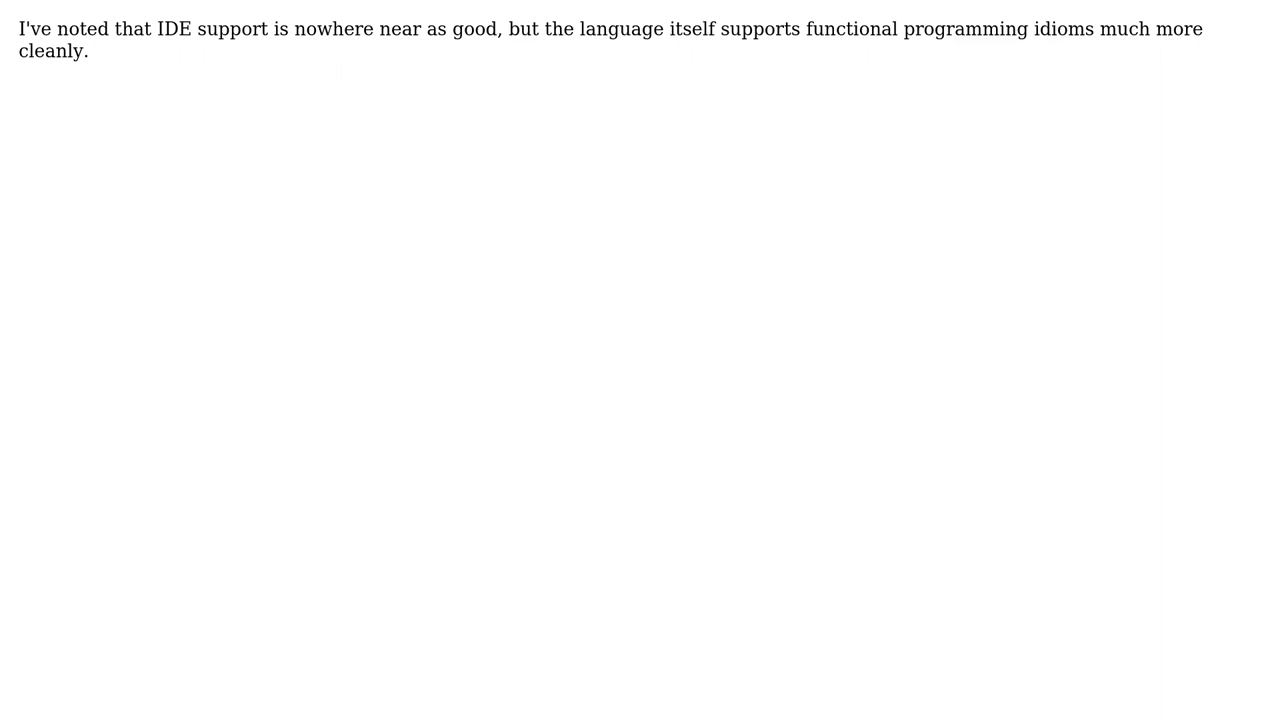 I've noted that IDE support is nowhere near as good, but the language itself supports functional programming idioms much more
cleanly.